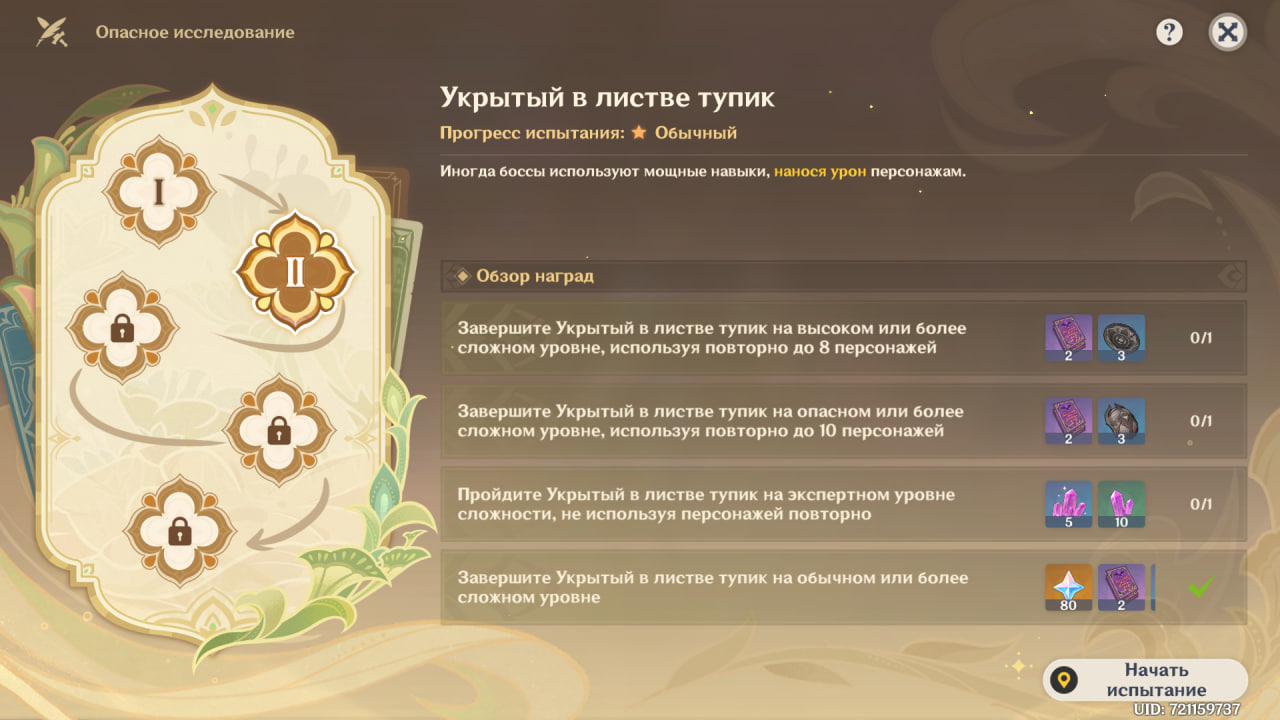 Опасное исследование
?
I
II
Укрытый в листве тупик
Прогресс испытания: Обычный
Иногда боссы используют мощные навыки, нанося урон персонажам.
Обзор наград
Завершите Укрытый в листве тупик на высоком или более
сложном уровне, используя повторно до 8 персонажей
2 3 0/1
Завершите Укрытый в листве тупик на опасном или более
сложном уровне, используя повторно до 10 персонажей
2 3 0/1
Пройдите Укрытый в листве тупик на экспертном уровне
сложности, не используя персонажей повторно
5 10 0/1
Завершите Укрытый в листве тупик на обычном или более
сложном уровне
80 2
Начать
испытание
UID: 721159737